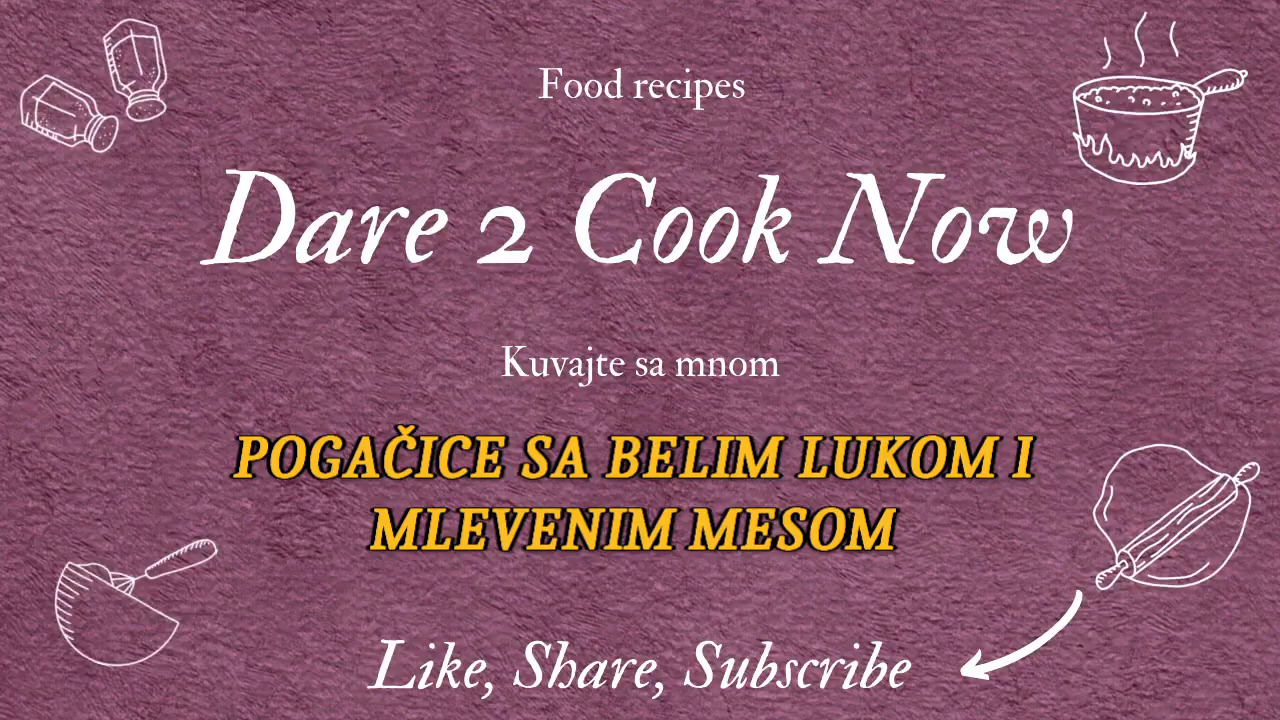 Food recipes
Dare 2 Cook Now
Kuvajte sa mnom
POGAČICE SA BELIM LUKOM I
MLEVENIM MESOM
Like, Share, Subscribe